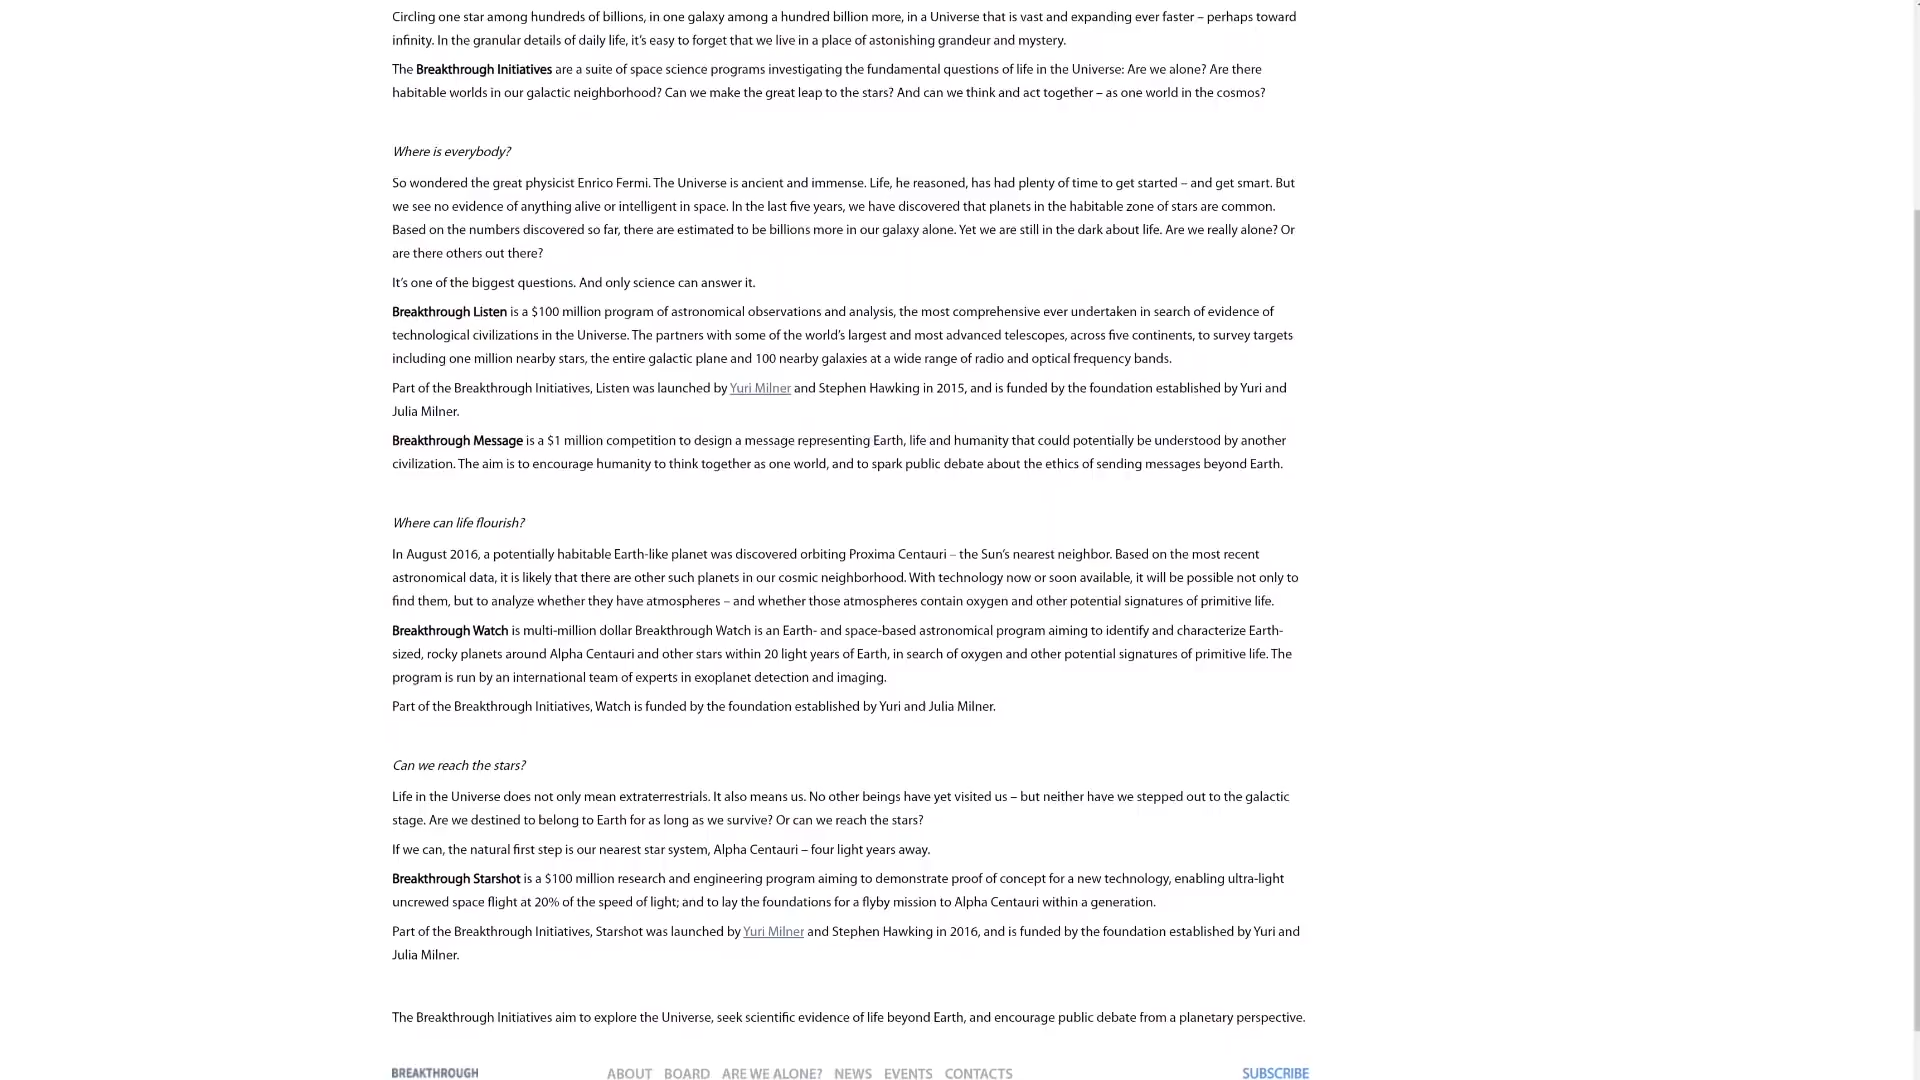 Circling one star among hundreds of billions, in one galaxy among a hundred billion more, in a Universe that is vast and expanding ever faster – perhaps toward
infinity. In the granular details of daily life, it’s easy to forget that we live in a place of astonishing grandeur and mystery.
The Breakthrough Initiatives are a suite of space science programs investigating the fundamental questions of life in the Universe: Are we alone? Are there
habitable worlds in our galactic neighborhood? Can we make the great leap to the stars? And can we think and act together – as one world in the cosmos?
Where is everybody?
So wondered the great physicist Enrico Fermi. The Universe is ancient and immense. Life, he reasoned, has had plenty of time to get started – and get smart. But
we see no evidence of anything alive or intelligent in space. In the last five years, we have discovered that planets in the habitable zone of stars are common.
Based on the numbers discovered so far, there are estimated to be billions more in our galaxy alone. Yet we are still in the dark about life. Are we really alone? Or
are there others out there?
It’s one of the biggest questions. And only science can answer it.
Breakthrough Listen is a $100 million program of astronomical observations and analysis, the most comprehensive ever undertaken in search of evidence of
technological civilizations in the Universe. The partners with some of the world’s largest and most advanced telescopes, across five continents, to survey targets
including one million nearby stars, the entire galactic plane and 100 nearby galaxies at a wide range of radio and optical frequency bands.
Part of the Breakthrough Initiatives, Listen was launched by Yuri Milner and Stephen Hawking in 2015, and is funded by the foundation established by Yuri and
Julia Milner.
Breakthrough Message is a $1 million competition to design a message representing Earth, life and humanity that could potentially be understood by another
civilization. The aim is to encourage humanity to think together as one world, and to spark public debate about the ethics of sending messages beyond Earth.
Where can life flourish?
In August 2016, a potentially habitable Earth-like planet was discovered orbiting Proxima Centauri – the Sun’s nearest neighbor. Based on the most recent
astronomical data, it is likely that there are other such planets in our cosmic neighborhood. With technology now or soon available, it will be possible not only to
find them, but to analyze whether they have atmospheres – and whether those atmospheres contain oxygen and other potential signatures of primitive life.
Breakthrough Watch is multi-million dollar Breakthrough Watch is an Earth- and space-based astronomical program aiming to identify and characterize Earth-
sized, rocky planets around Alpha Centauri and other stars within 20 light years of Earth, in search of oxygen and other potential signatures of primitive life. The
program is run by an international team of experts in exoplanet detection and imaging.
Part of the Breakthrough Initiatives, Watch is funded by the foundation established by Yuri and Julia Milner.
Can we reach the stars?
Life in the Universe does not only mean extraterrestrials. It also means us. No other beings have yet visited us – but neither have we stepped out to the galactic
stage. Are we destined to belong to Earth for as long as we survive? Or can we reach the stars?
If we can, the natural first step is our nearest star system, Alpha Centauri – four light years away.
Breakthrough Starshot is a $100 million research and engineering program aiming to demonstrate proof of concept for a new technology, enabling ultra-light
uncrewed space flight at 20% of the speed of light; and to lay the foundations for a flyby mission to Alpha Centauri within a generation.
Part of the Breakthrough Initiatives, Starshot was launched by Yuri Milner and Stephen Hawking in 2016, and is funded by the foundation established by Yuri and
Julia Milner.
The Breakthrough Initiatives aim to explore the Universe, seek scientific evidence of life beyond Earth, and encourage public debate from a planetary perspective.
BREAKTHROUGH ABOUT BOARD ARE WE ALONE? NEWS EVENTS CONTACTS SUBSCRIBE